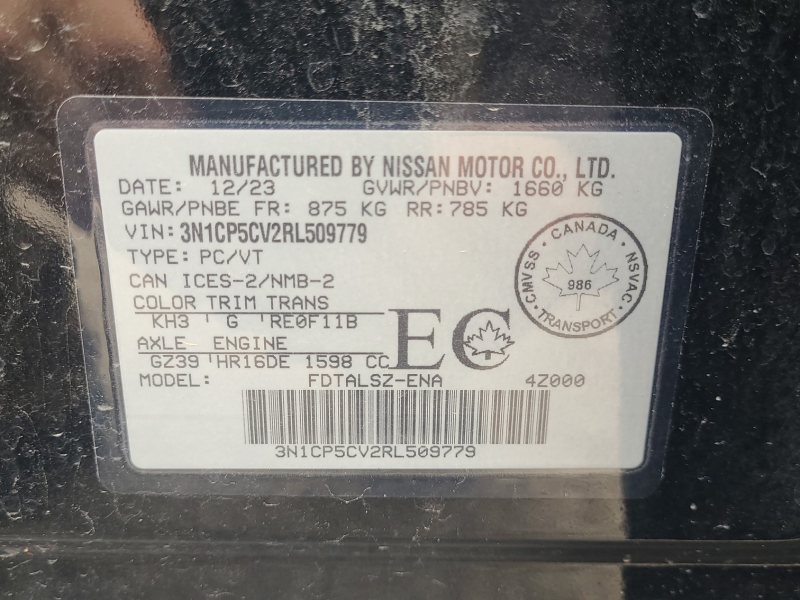 MANUFACTURED BY NISSAN MOTOR CO., LTD.
DATE: 12/23 GVWR/PNBV: 1660 KG
GAWR/PNBE FR: 875 KG RR: 785 KG
VIN: 3N1CP5CV2RL509779
TYPE: PC/VT
CAN ICES-2/NMB-2
COLOR TRIM TRANS
KH3 G RE0F11B
AXLE ENGINE
GZ39 HR16DE 1598 CC
MODEL: FDTALSZ-ENA 4Z000
3N1CP5CV2RL509779
EC
CANADA
CMVSS
NSVAC
986
TRANSPORT